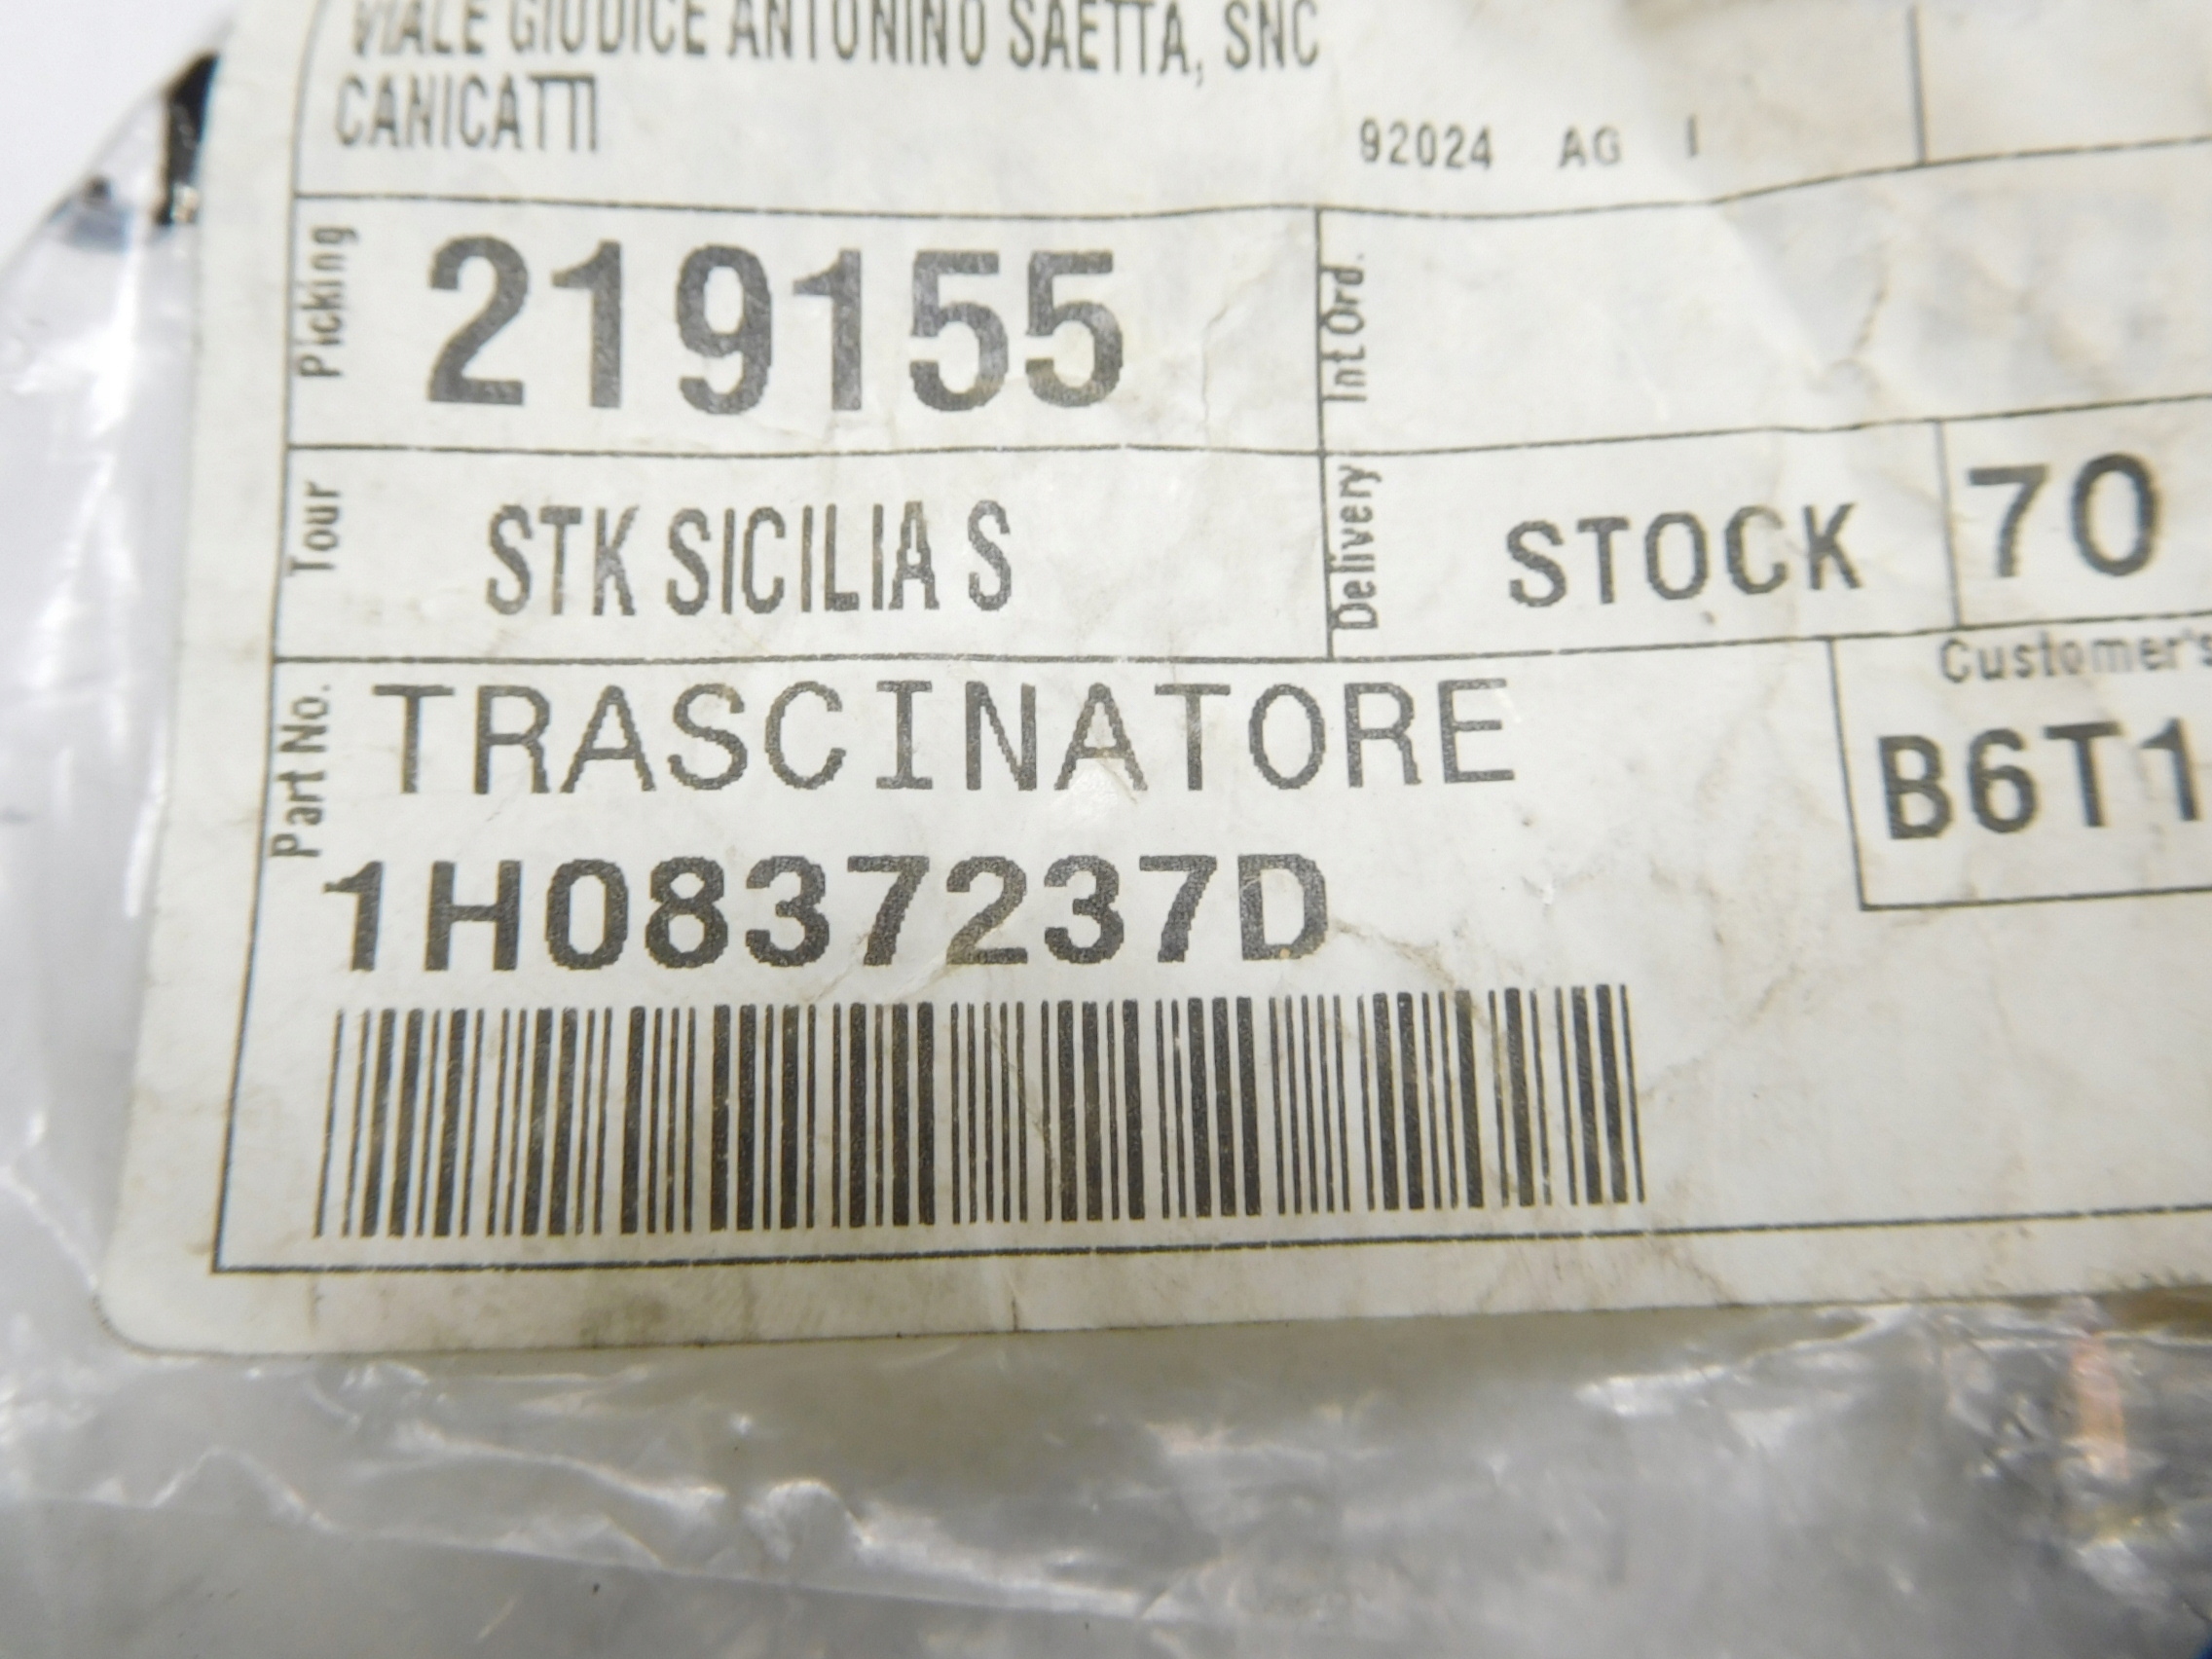 VIALE GIUDICE ANTONINO SAETTA, SNC
CANICATTI
92024 AG I
Picking
219155
Int Ord.
Tour
STK SICILIA S
Delivery
STOCK
70
Part No.
TRASCINATORE
Customer's
B6T1
1H0837237D